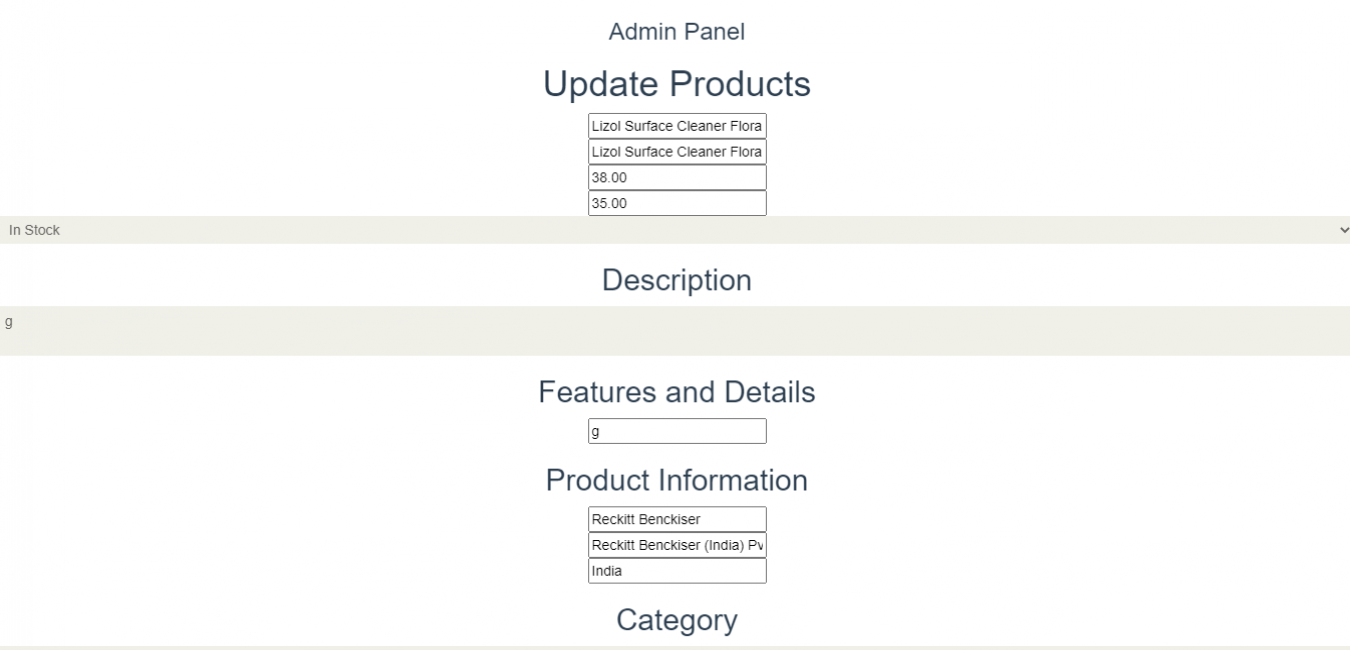 Admin Panel
Update Products
Lizol Surface Cleaner Flora
Lizol Surface Cleaner Flora
38.00
35.00
In Stock
Description
g
Features and Details
g
Product Information
Reckitt Benckiser
Reckitt Benckiser (India) Pv
India
Category